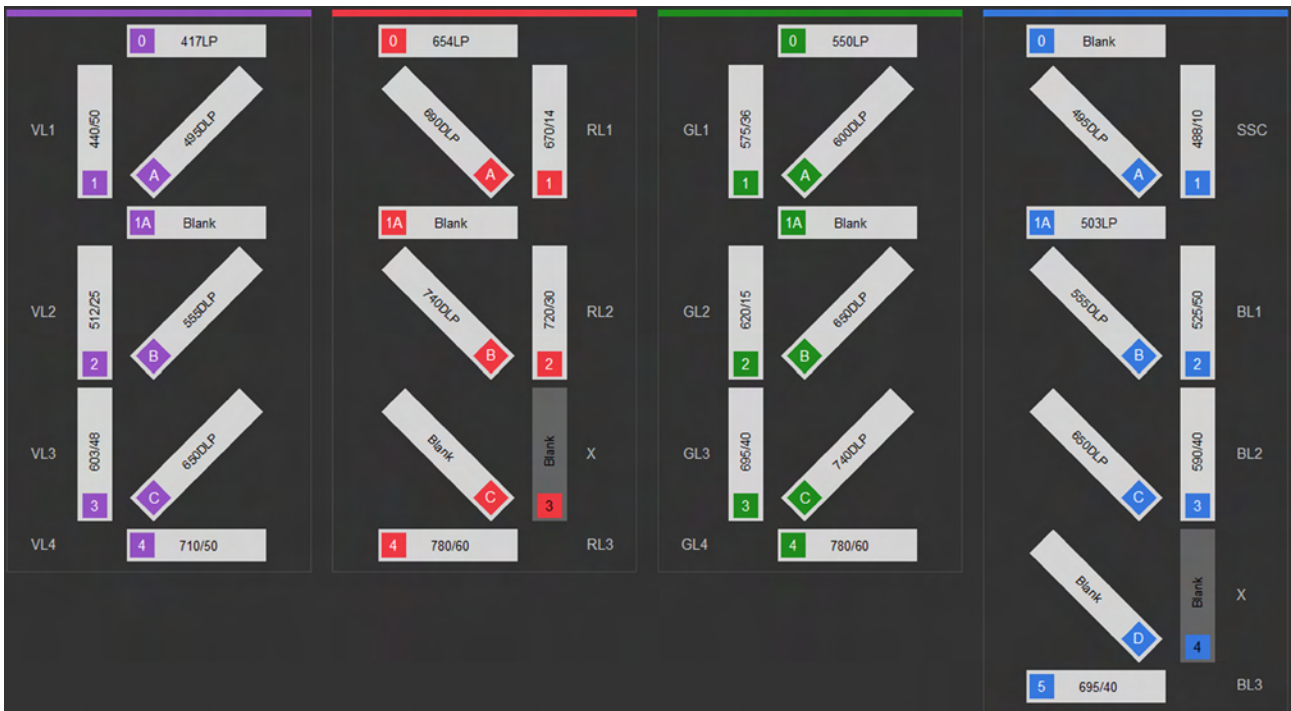 0 417LP
VL1
440/50
1
495DLP
A
1A Blank
VL2
512/25
2
555DLP
B
VL3
603/48
3
650DLP
C
VL4
4 710/50
0 654LP
690DLP
A
670/14
1
RL1
1A Blank
740DLP
B
720/30
2
RL2
Blank
C
Blank
3
X
4 780/60
RL3
0 550LP
GL1
575/36
1
600DLP
A
1A Blank
GL2
620/15
2
650DLP
B
GL3
695/40
3
740DLP
C
GL4
4 780/60
0 Blank
495DLP
A
488/10
1
SSC
1A 503LP
555DLP
B
525/50
2
BL1
650DLP
C
590/40
3
BL2
Blank
D
Blank
4
X
5 695/40
BL3